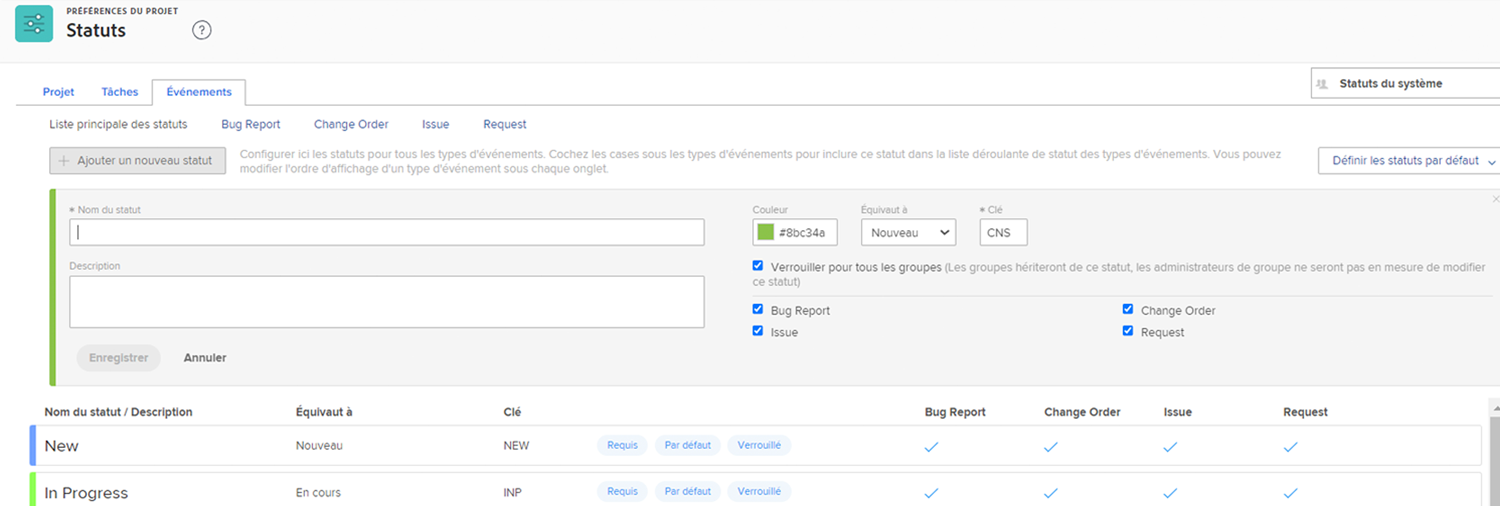 PRÉFÉRENCES DU PROJET
Statuts
?
Projet Tâches Événements
Statuts du système
Liste principale des statuts Bug Report Change Order Issue Request
+ Ajouter un nouveau statut
Configurer ici les statuts pour tous les types d'événements. Cochez les cases sous les types d'événements pour inclure ce statut dans la liste déroulante de statut des types d'événements. Vous pouvez
modifier l'ordre d'affichage d'un type d'événement sous chaque onglet.
Définir les statuts par défaut
* Nom du statut
Couleur Équivaut à * Clé
#8bc34a Nouveau CNS
Description
Verrouiller pour tous les groupes (Les groupes hériteront de ce statut, les administrateurs de groupe ne seront pas en mesure de modifier
ce statut)
Bug Report Change Order
Issue Request
Enregistrer Annuler
Nom du statut / Description Équivaut à Clé Bug Report Change Order Issue Request
New Nouveau NEW Requis Par défaut Verrouillé
In Progress En cours INP Requis Par défaut Verrouillé